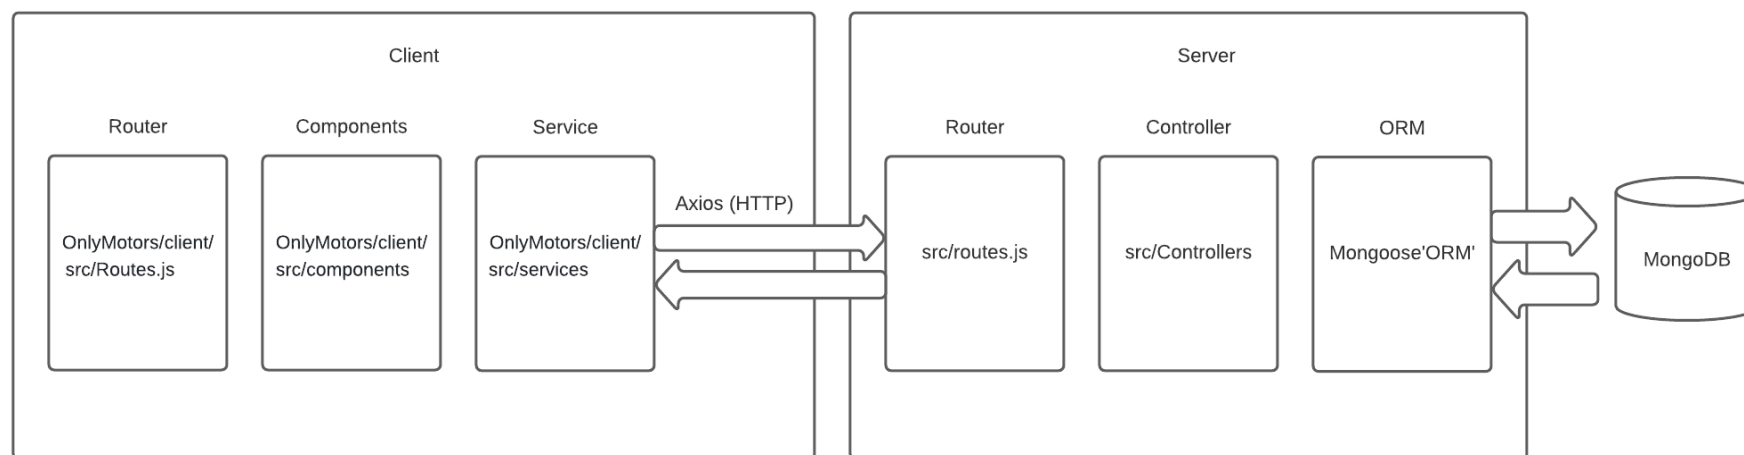 Client
Server
Router
Components
Service
Router
Controller
ORM
Axios (HTTP)
OnlyMotors/client/
src/Routes.js
OnlyMotors/client/
src/components
OnlyMotors/client/
src/services
src/routes.js
src/Controllers
Mongoose'ORM'
MongoDB